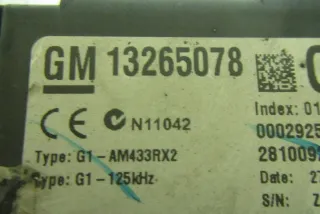 GM 13265078
Index: 01
CE N11042
0002925
Type: G1-AM433RX2
281009
Type: G1-125kHz
Date: 27
S/N: Z